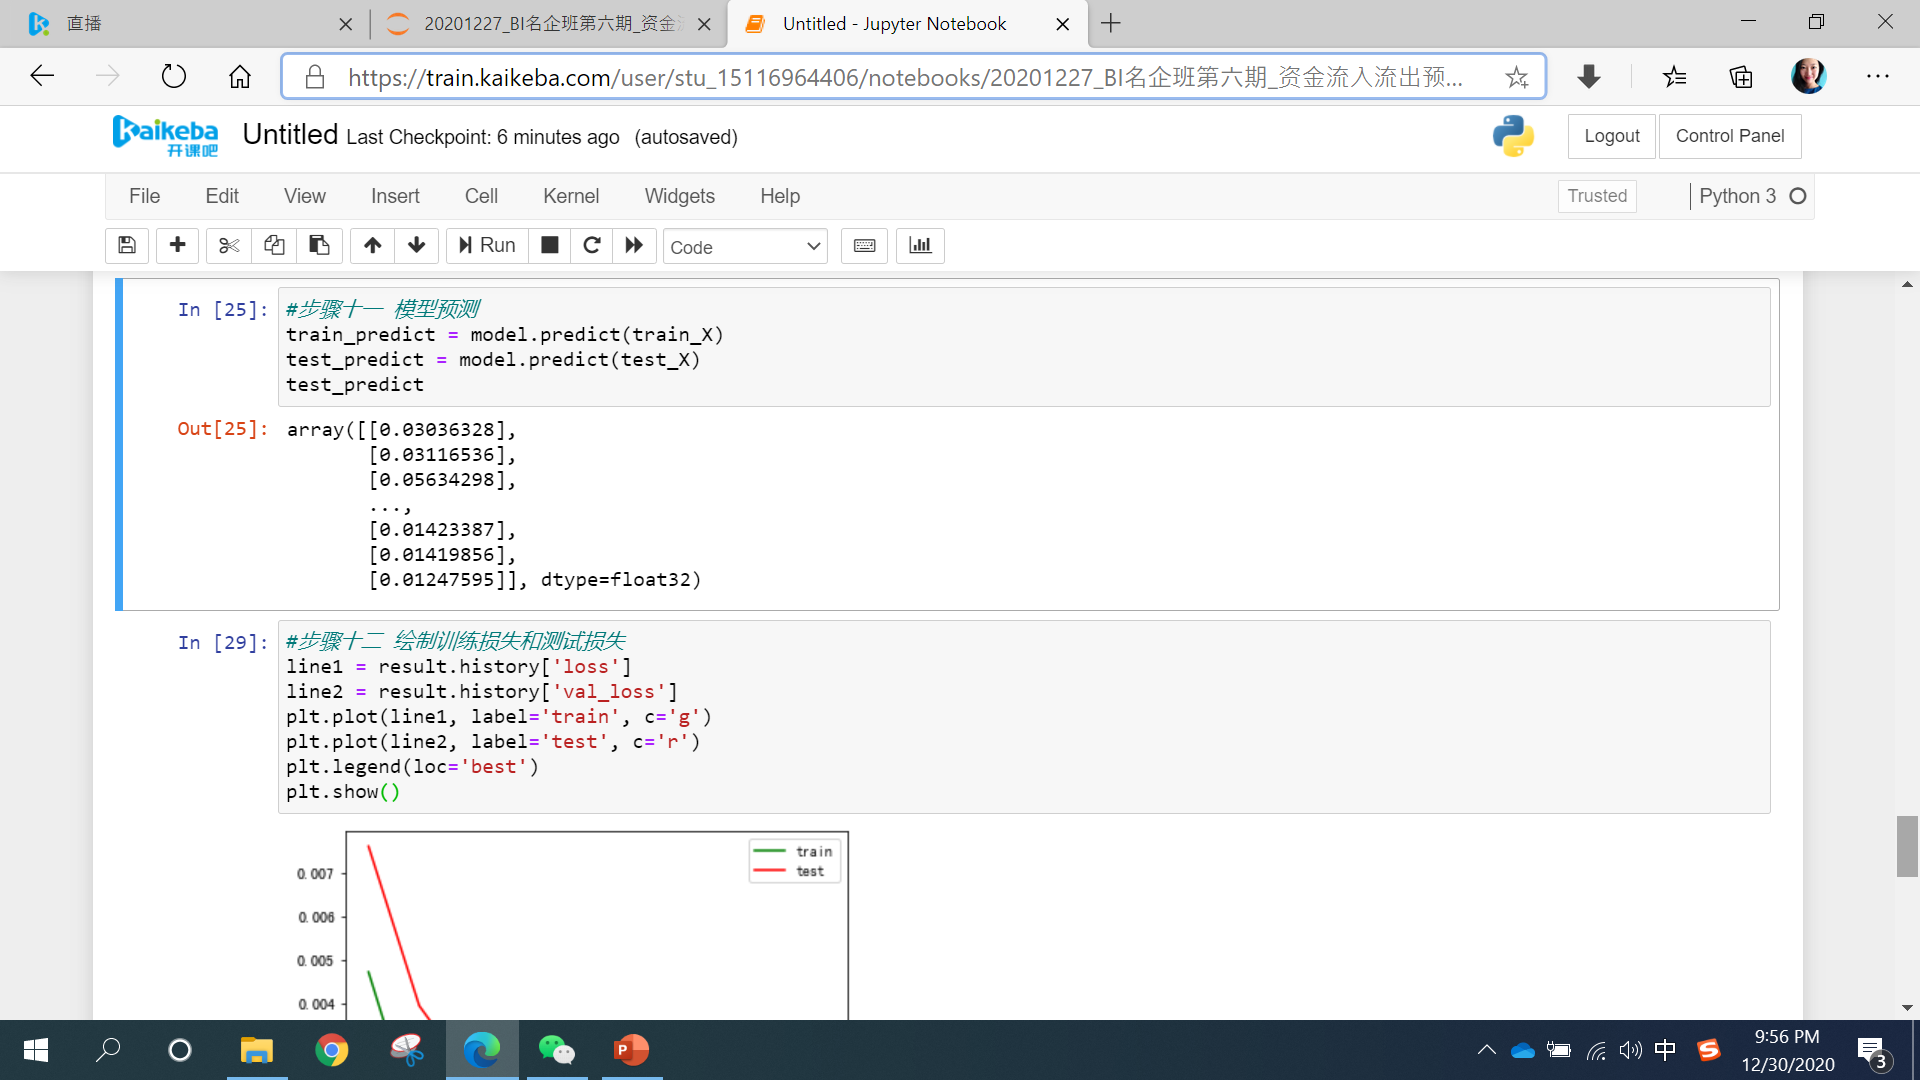 直播
20201227_BI名企班第六期_资金
Untitled - Jupyter Notebook
https://train.kaikeba.com/user/stu_15116964406/notebooks/20201227_BI名企班第六期_资金流入流出预...
Kaikeba
开课吧
Untitled Last Checkpoint: 6 minutes ago (autosaved)
Logout
Control Panel
File Edit View Insert Cell Kernel Widgets Help
Trusted
Python 3
Run
Code
In [25]:
#步骤十一 模型预测
train_predict = model.predict(train_X)
test_predict = model.predict(test_X)
test_predict
Out[25]:
array([[0.03036328],
[0.03116536],
[0.05634298],
...,
[0.01423387],
[0.01419856],
[0.01247595]], dtype=float32)
In [29]:
#步骤十二 绘制训练损失和测试损失
line1 = result.history['loss']
line2 = result.history['val_loss']
plt.plot(line1, label='train', c='g')
plt.plot(line2, label='test', c='r')
plt.legend(loc='best')
plt.show()
train
test
0.007
0.006
0.005
0.004
中
9:56 PM
12/30/2020
3